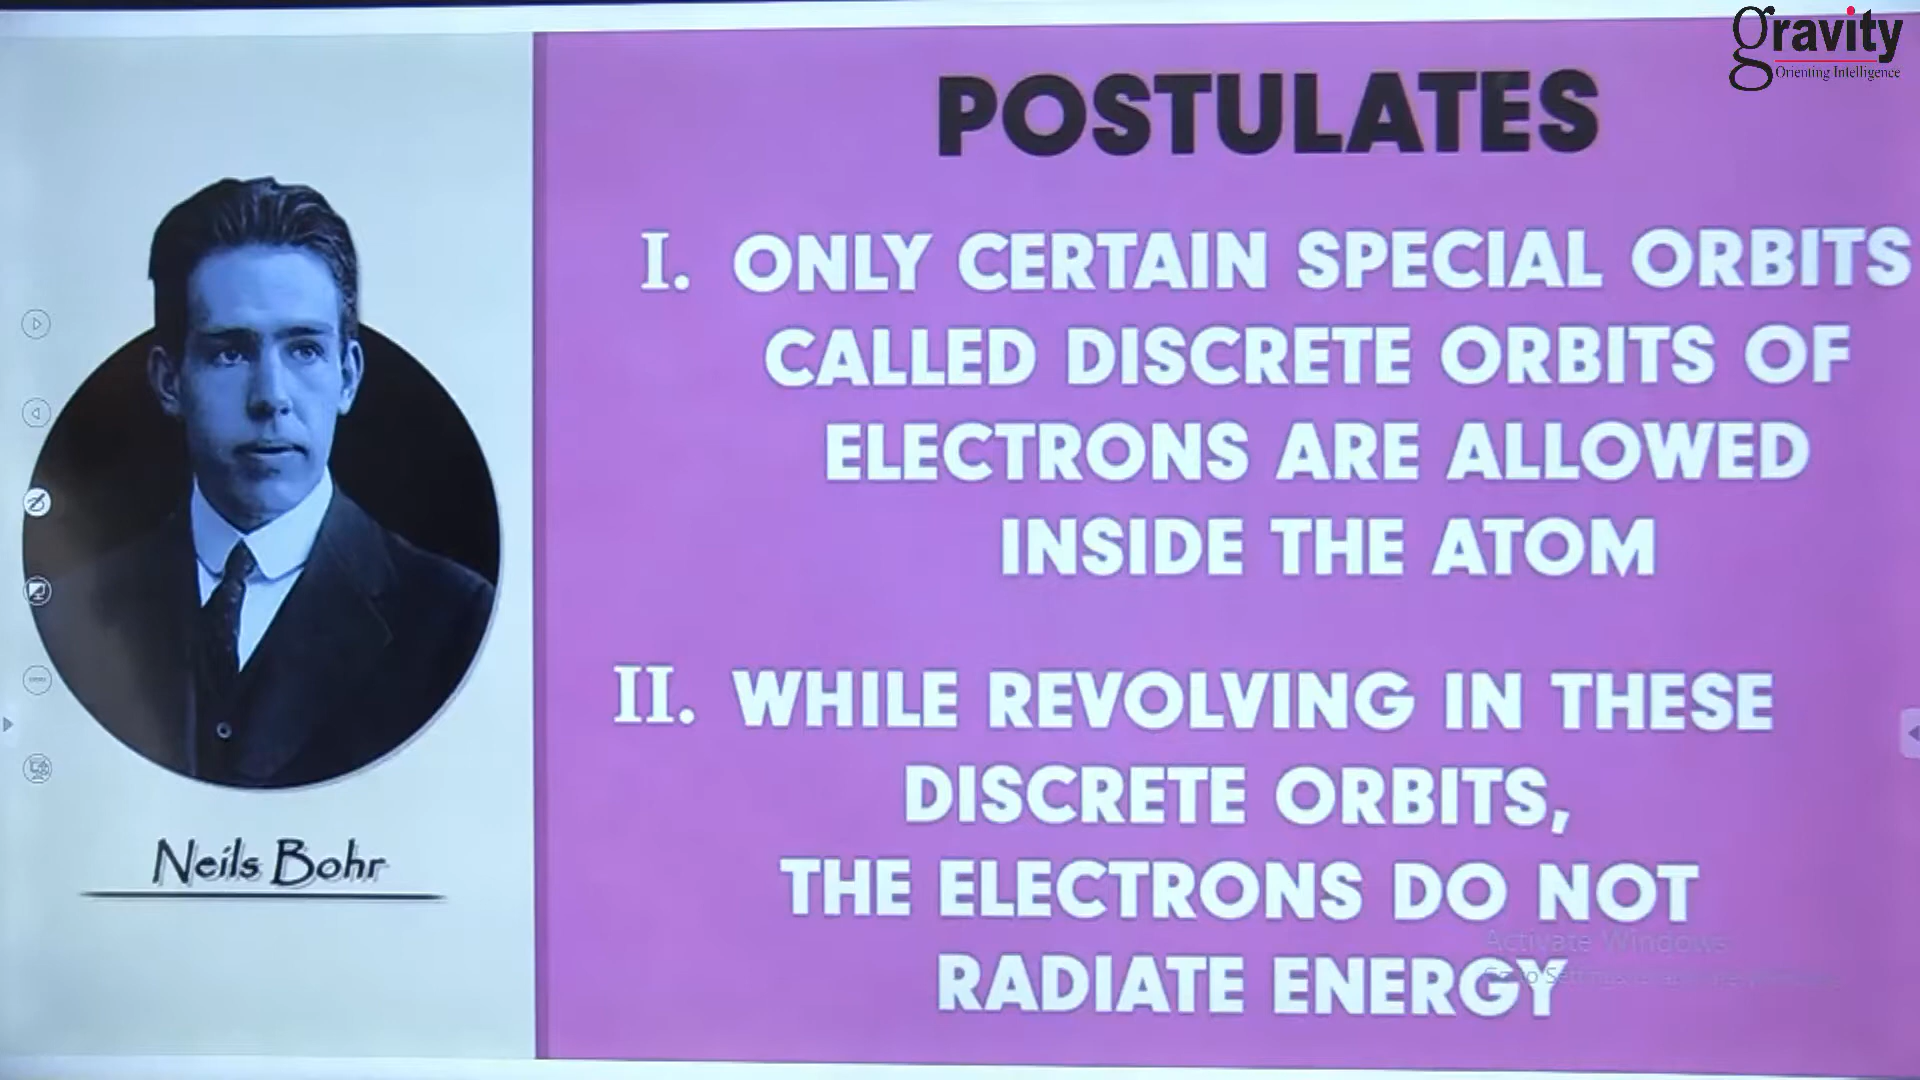 gravity
Orienting Intelligence
POSTULATES
I. ONLY CERTAIN SPECIAL ORBITS
CALLED DISCRETE ORBITS OF
ELECTRONS ARE ALLOWED
INSIDE THE ATOM
II. WHILE REVOLVING IN THESE
DISCRETE ORBITS,
THE ELECTRONS DO NOT
RADIATE ENERGY
Neils Bohr
Activate Windows